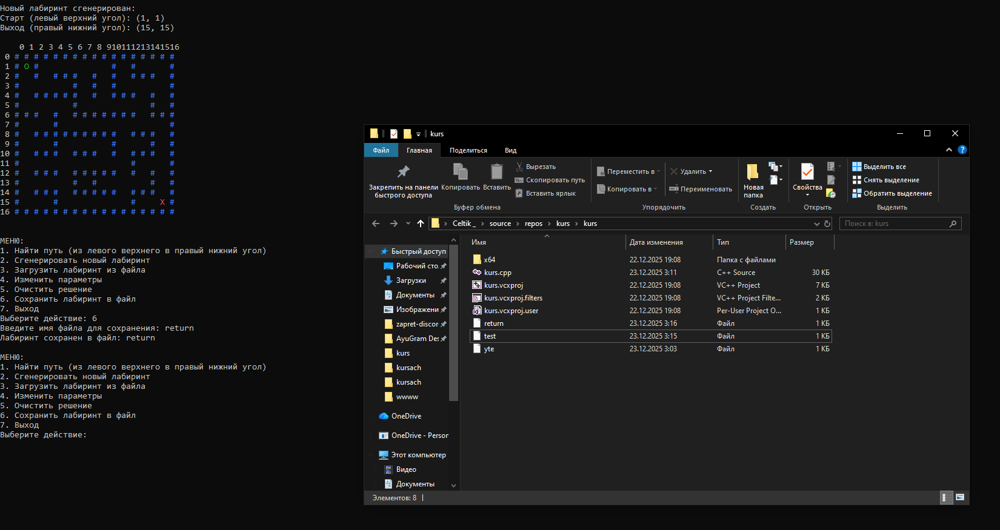 Новый лабиринт сгенерирован:
Старт (левый верхний угол): (1, 1)
Выход (правый нижний угол): (15, 15)
0 1 2 3 4 5 6 7 8 910111213141516
0 # # # # # # # # # # # # # # # # #
1 # O #               #   #       #
2 #   #   # # #   #   #   # # #   #
3 #           #   #   #           #
4 #   # # # # #   #   # # #   #   #
5 #           #               #   #
6 # # #   #   # # # # # # #   # # #
7 #       #                       #
8 #   # # # # # # # # #   # # #   #
9 #       #           #       #   #
10 #   # # #   # # #   #   # # #   #
11 #                       #       #
12 #   # # #   # # # # #   # # #   #
13 #           #   #           #   #
14 #   # # #   # # # # #   # # #   #
15 #       #               #     X #
16 # # # # # # # # # # # # # # # # #
МЕНЮ:
1. Найти путь (из левого верхнего в правый нижний угол)
2. Сгенерировать новый лабиринт
3. Загрузить лабиринт из файла
4. Изменить параметры
5. Очистить решение
6. Сохранить лабиринт в файл
7. Выход
Выберите действие: 6
Введите имя файла для сохранения: return
Лабиринт сохранен в файл: return
МЕНЮ:
1. Найти путь (из левого верхнего в правый нижний угол)
2. Сгенерировать новый лабиринт
3. Загрузить лабиринт из файла
4. Изменить параметры
5. Очистить решение
6. Сохранить лабиринт в файл
7. Выход
Выберите действие:
kurs
Файл Главная Поделиться Вид
Закрепить на панели быстрого доступа
Копировать
Вставить
Вырезать
Скопировать путь
Вставить ярлык
Буфер обмена
Переместить в
Копировать в
Удалить
Переименовать
Упорядочить
Новая папка
Создать
Свойства
Открыть
Выделить все
Снять выделение
Обратить выделение
Выделить
Celtik _ › source › repos › kurs › kurs
Поиск в: kurs
Быстрый доступ
Рабочий сто.
Загрузки
Документы
Изображени
zapret-discor
AyuGram Des
kurs
kursach
kursach
wwww
OneDrive
OneDrive - Persor
Этот компьютер
Видео
Документы
Имя Дата изменения Тип Размер
x64 22.12.2025 19:08 Папка с файлами
kurs.cpp 23.12.2025 3:11 C++ Source 30 КБ
kurs.vcxproj 22.12.2025 19:08 VC++ Project 7 КБ
kurs.vcxproj.filters 22.12.2025 19:08 VC++ Project Filte... 2 КБ
kurs.vcxproj.user 22.12.2025 19:08 Per-User Project O... 1 КБ
return 23.12.2025 3:16 Файл 1 КБ
test 23.12.2025 3:15 Файл 1 КБ
yte 23.12.2025 3:03 Файл 1 КБ
Элементов: 8